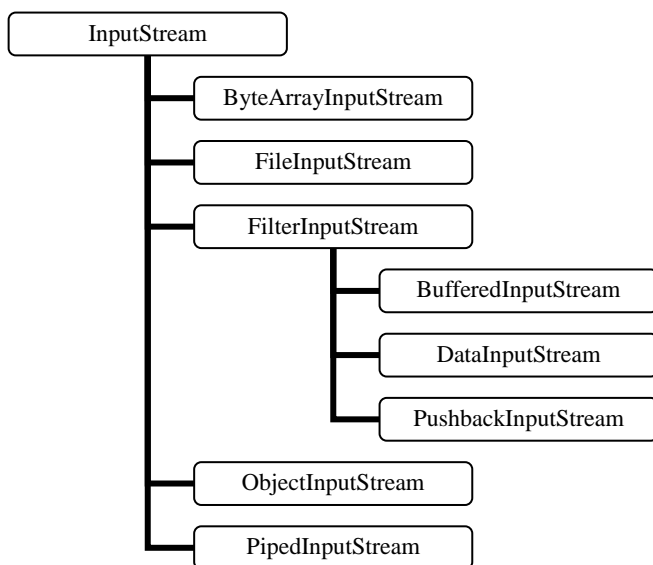 InputStream
ByteArrayInputStream
FileInputStream
FilterInputStream
BufferedInputStream
DataInputStream
PushbackInputStream
ObjectInputStream
PipedInputStream